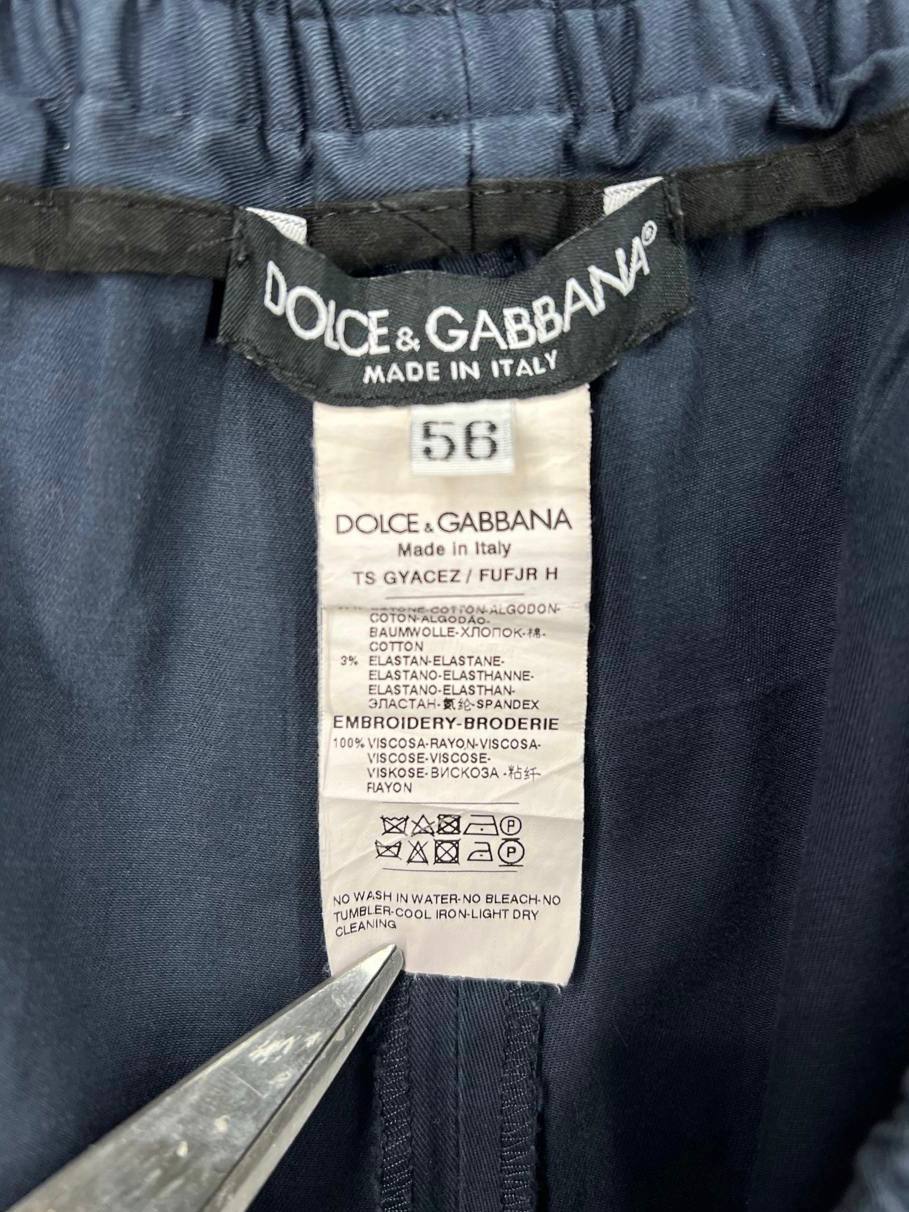 DOLCE & GABBANA®
MADE IN ITALY
56
DOLCE & GABBANA
Made in Italy
TS GYACEZ / FUFJR H
COTTON-ALGODON-
COTON-ALGODÃO-
BAUMWOLLE-ХЛОПОК-棉-
COTTON
3% ELASTAN-ELASTANE-
ELASTANO-ELASTHANNE-
ELASTANO-ELASTHAN-
ЭЛАСТАН-氨纶-SPANDEX
EMBROIDERY-BRODERIE
100% VISCOSA-RAYON-VISCOSA-
VISCOSE-VISCOSE-
VISKOSE-ВИСКОЗА-粘纤-
RAYON
P
P
NO WASH IN WATER-NO BLEACH-NO
TUMBLER-COOL IRON-LIGHT DRY
CLEANING